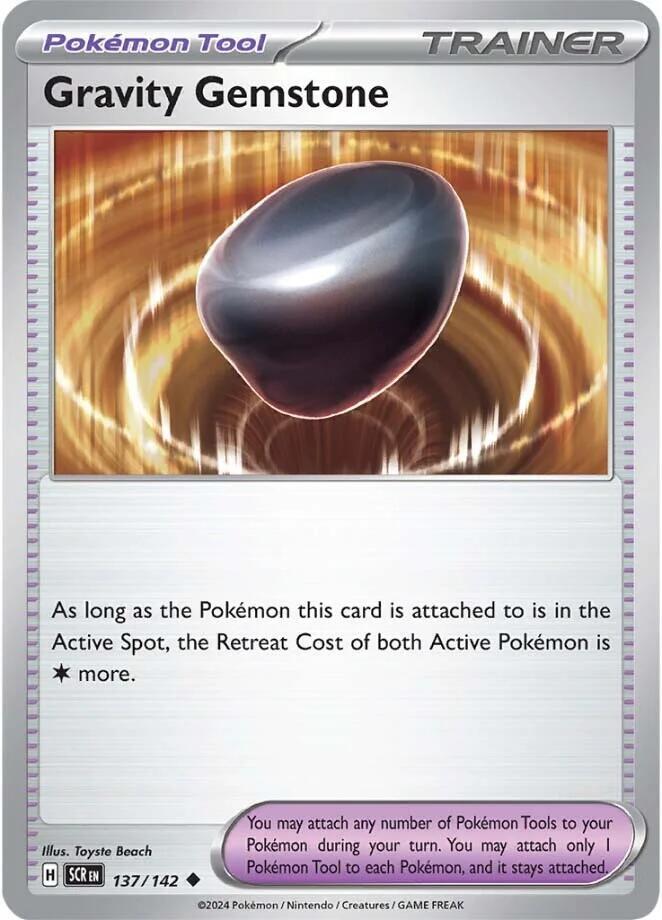 Pokémon Tool
TRAINER
Gravity Gemstone
As long as the Pokémon this card is attached to is in the
Active Spot, the Retreat Cost of both Active Pokémon is
more.
You may attach any number of Pokémon Tools to your
Pokémon during your turn. You may attach only 1
Pokémon Tool to each Pokémon, and it stays attached.
Illus. Toyste Beach
H SCR EN 137/142
©2024 Pokémon / Nintendo / Creatures / GAME FREAK